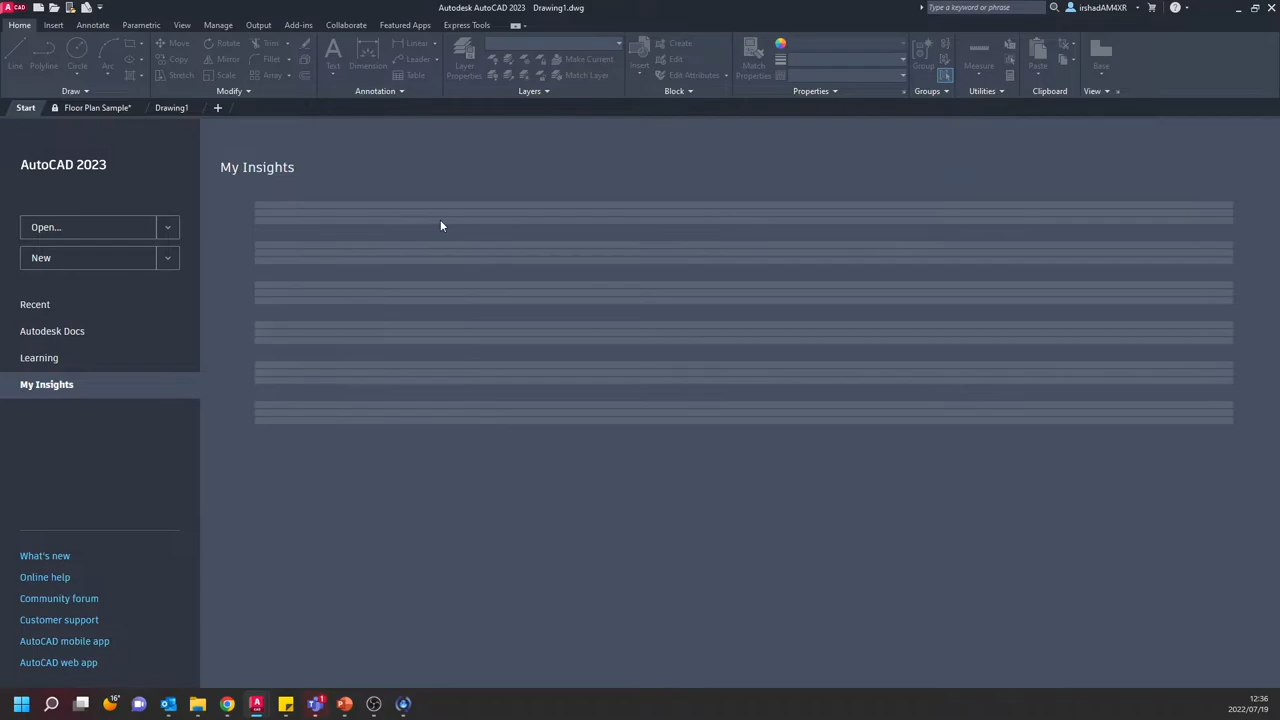 A CAD
Autodesk AutoCAD 2023 Drawing1.dwg
Type a keyword or phrase
irshadAM4XR
Home Insert Annotate Parametric View Manage Output Add-ins Collaborate Featured Apps Express Tools
Line Polyline Circle Arc
Move Rotate Trim
Copy Mirror Fillet
Stretch Scale Array
Text Dimension
Linear
Leader
Table
Layer Properties
Make Current
Match Layer
Insert
Create
Edit
Edit Attributes
Match Properties
Group
Measure
Paste
Base
Draw Modify Annotation Layers Block Properties Groups Utilities Clipboard View
Start Floor Plan Sample* Drawing1 +
AutoCAD 2023
Open...
New
Recent
Autodesk Docs
Learning
My Insights
What's new
Online help
Community forum
Customer support
AutoCAD mobile app
AutoCAD web app
My Insights
16°
1
12:36
2022/07/19